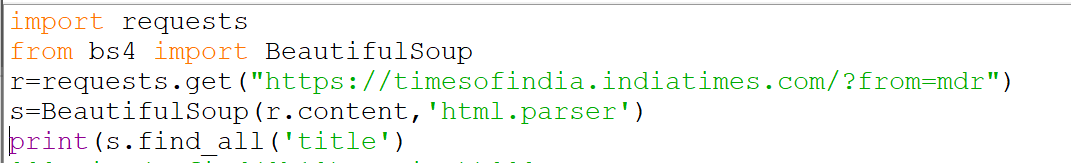 import requests
from bs4 import BeautifulSoup
r=requests.get("https://timesofindia.indiatimes.com/?from=mdr")
s=BeautifulSoup(r.content,'html.parser')
print(s.find_all('title')